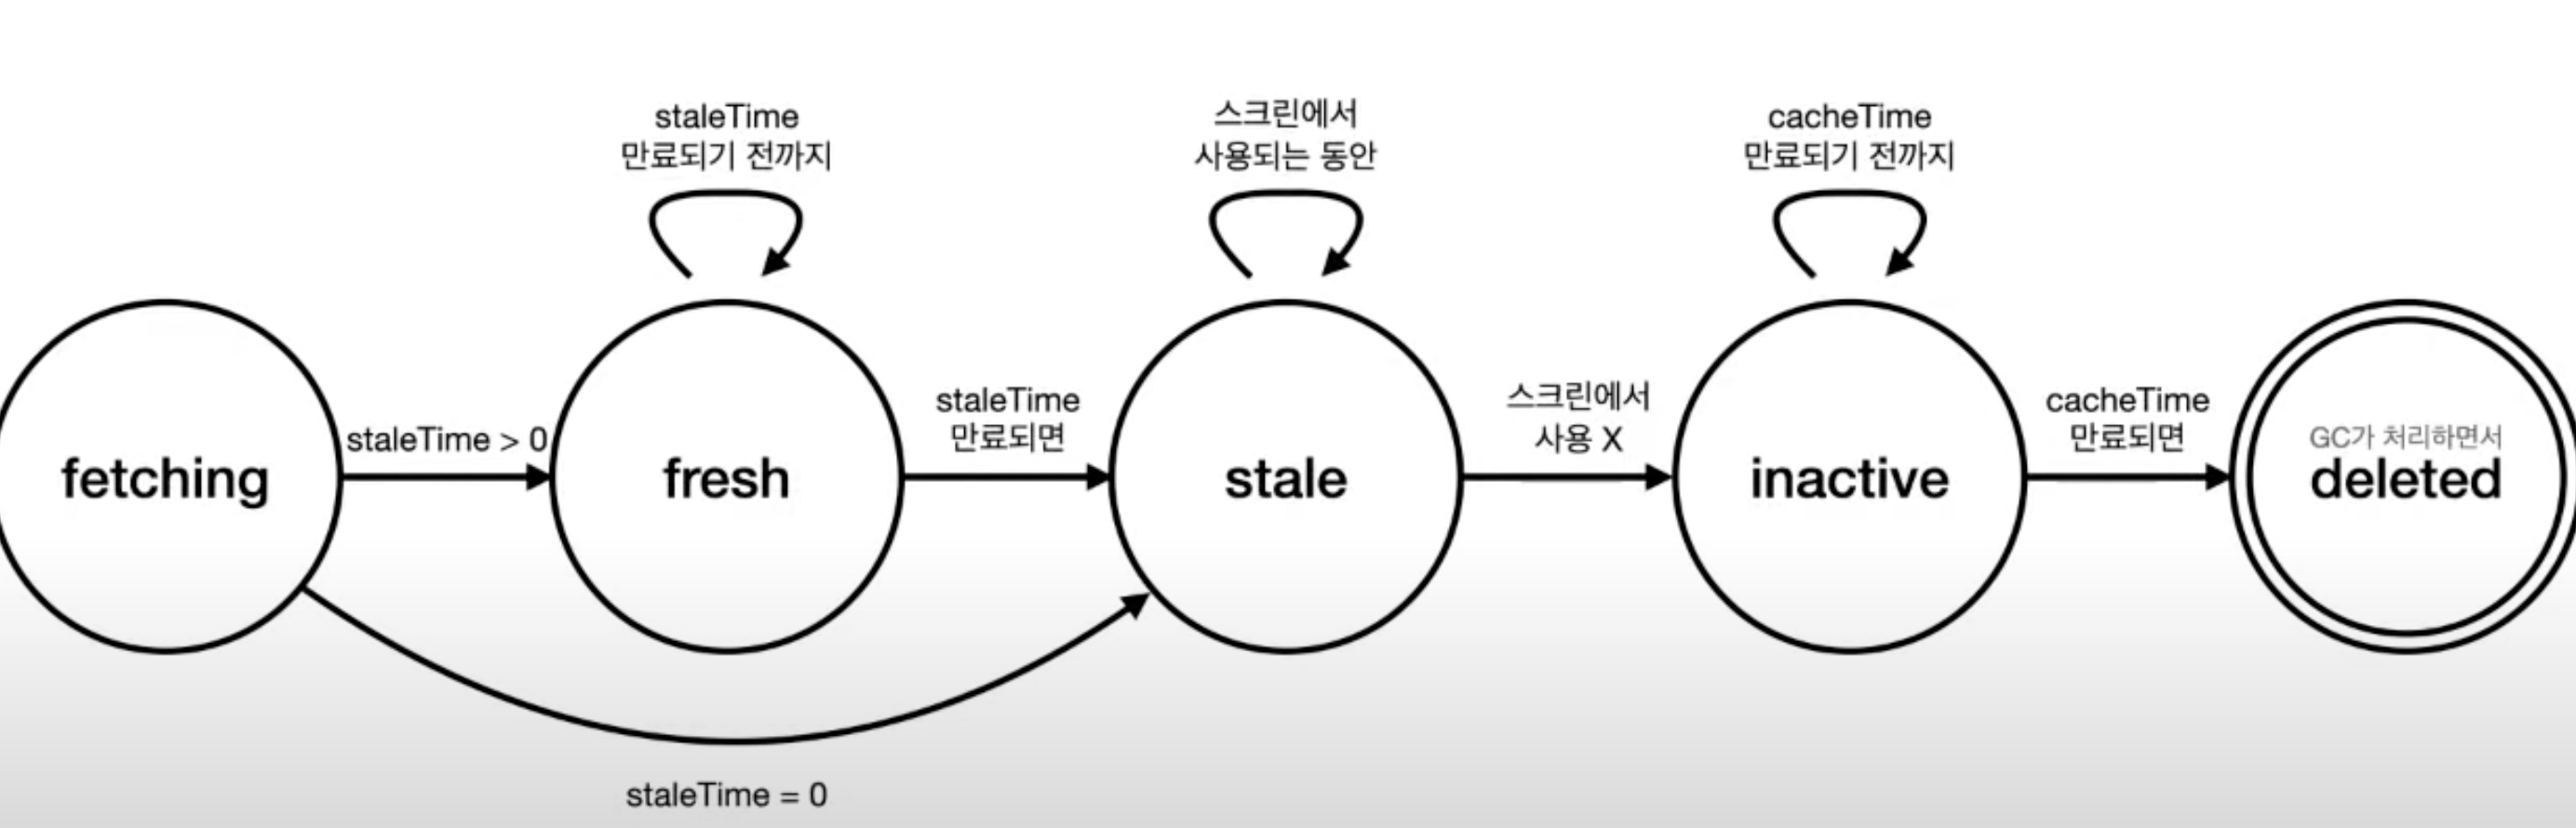 staleTime
만료되기 전까지
스크린에서
사용되는 동안
cacheTime
만료되기 전까지
fetching
staleTime > 0
fresh
staleTime
만료되면
stale
스크린에서
사용 X
inactive
cacheTime
만료되면
GC가 처리하면서
deleted
staleTime = 0